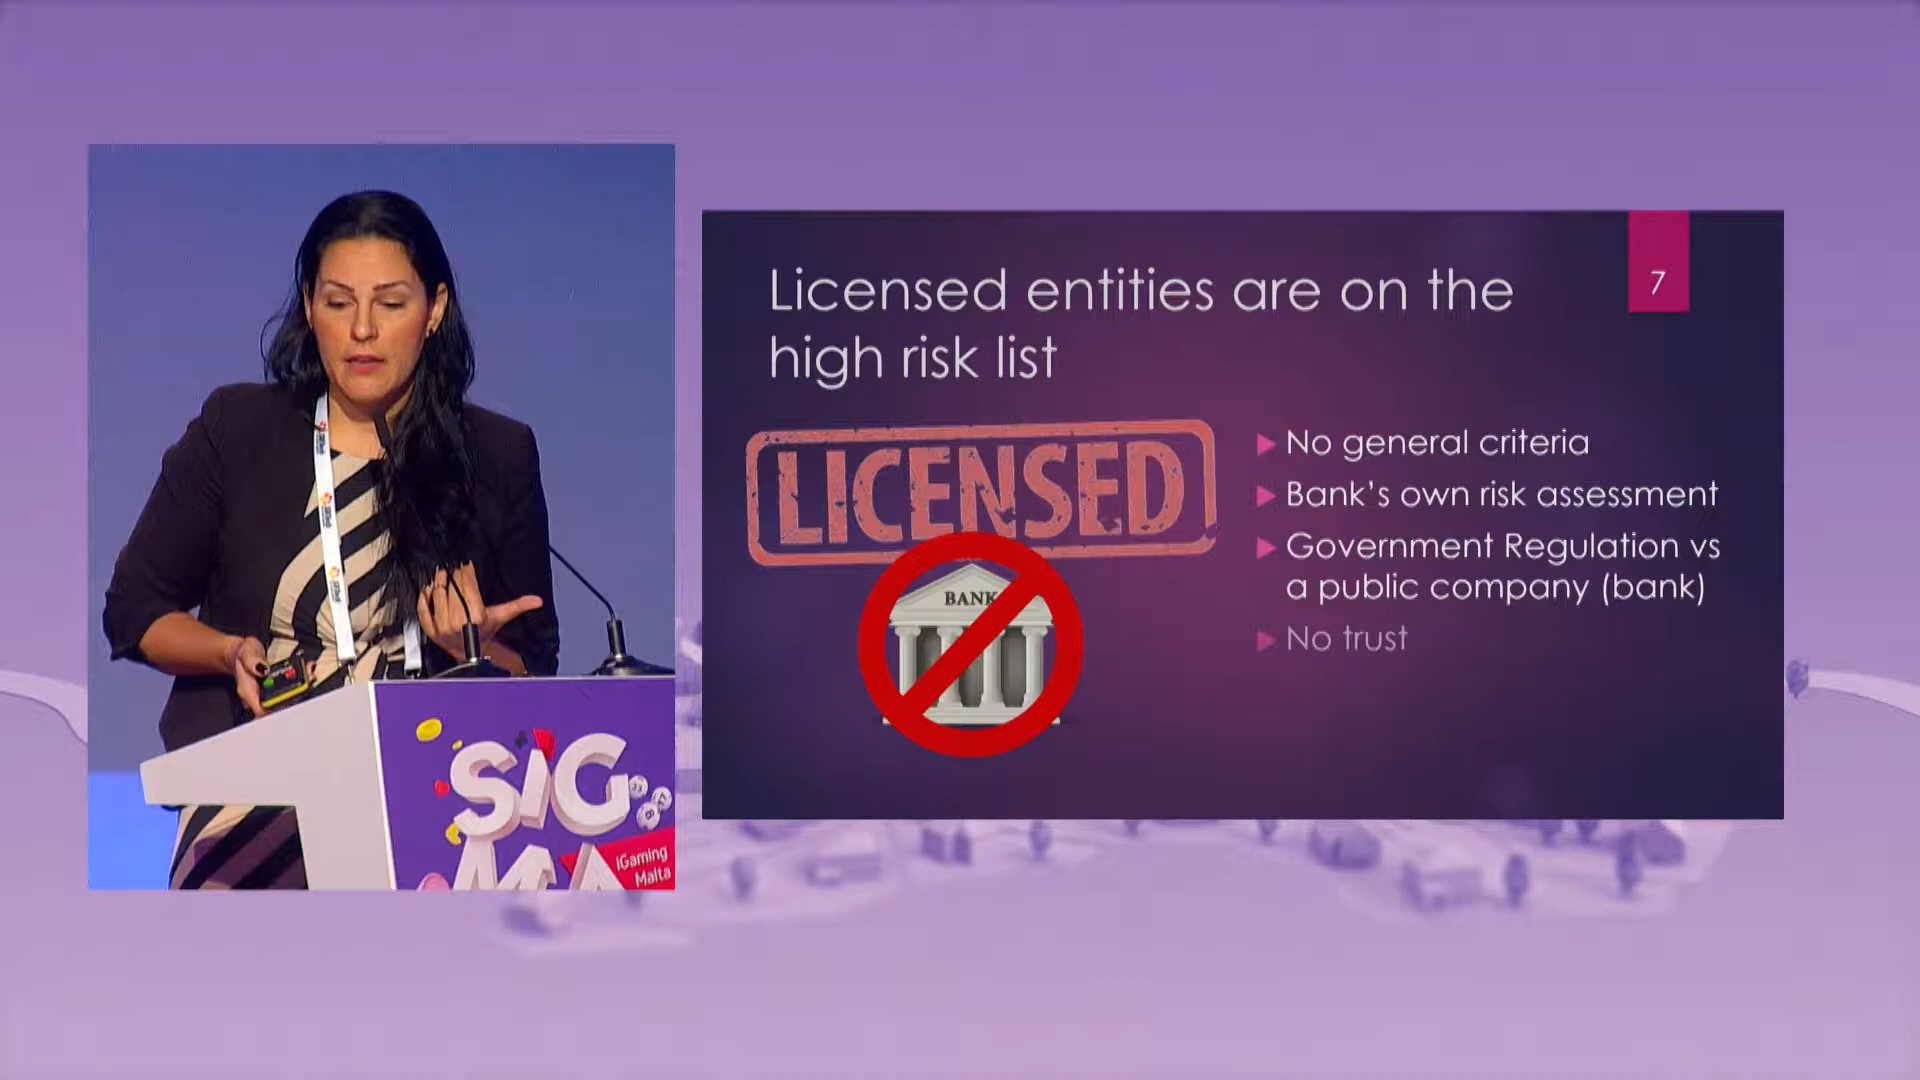 Licensed entities are on the
high risk list
7
LICENSED
BANK
No general criteria
Bank's own risk assessment
Government Regulation vs
a public company (bank)
No trust
SiG
MA
iGaming
Malta